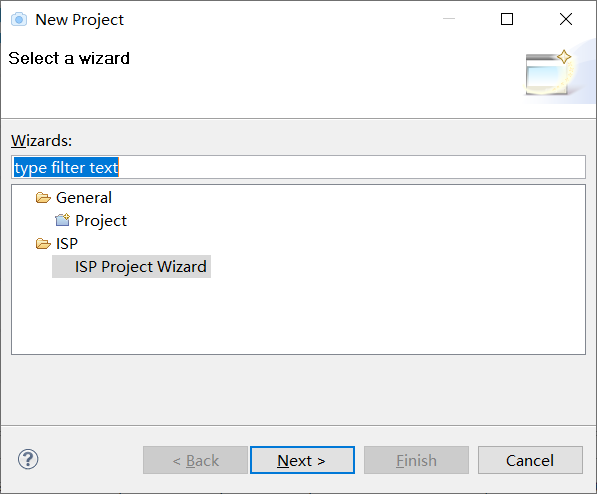 New Project
Select a wizard
Wizards:
type filter text
General
Project
ISP
ISP Project Wizard
?
< Back
Next >
Finish
Cancel